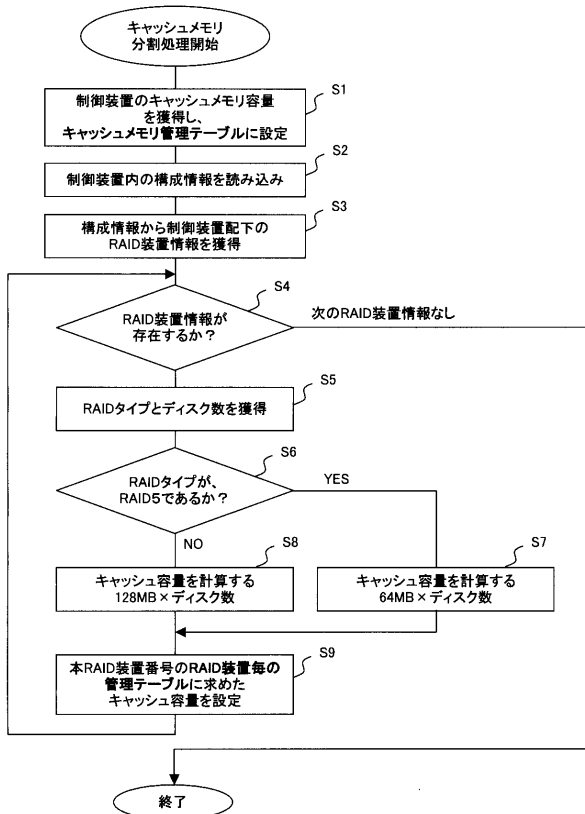 キャッシュメモリ
分割処理開始
S1
制御装置のキャッシュメモリ容量
を獲得し、
キャッシュメモリ管理テーブルに設定
S2
制御装置内の構成情報を読み込み
S3
構成情報から制御装置配下の
RAID装置情報を獲得
S4
RAID装置情報が
存在するか？
次のRAID装置情報なし
S5
RAIDタイプとディスク数を獲得
S6
RAIDタイプが、
RAID5であるか？
YES
NO
S8
キャッシュ容量を計算する
128MB×ディスク数
S7
キャッシュ容量を計算する
64MB×ディスク数
S9
本RAID装置番号のRAID装置毎の
管理テーブルに求めた
キャッシュ容量を設定
終了